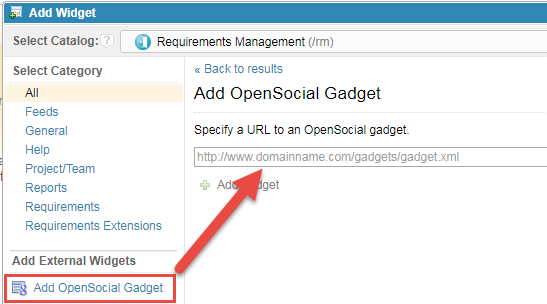 Add Widget
Select Catalog: ? Requirements Management (/rm)
Select Category
All
Feeds
General
Help
Project/Team
Reports
Requirements
Requirements Extensions
Add External Widgets
Add OpenSocial Gadget
« Back to results
Add OpenSocial Gadget
Specify a URL to an OpenSocial gadget.
http://www.domainname.com/gadgets/gadget.xml
Add Widget